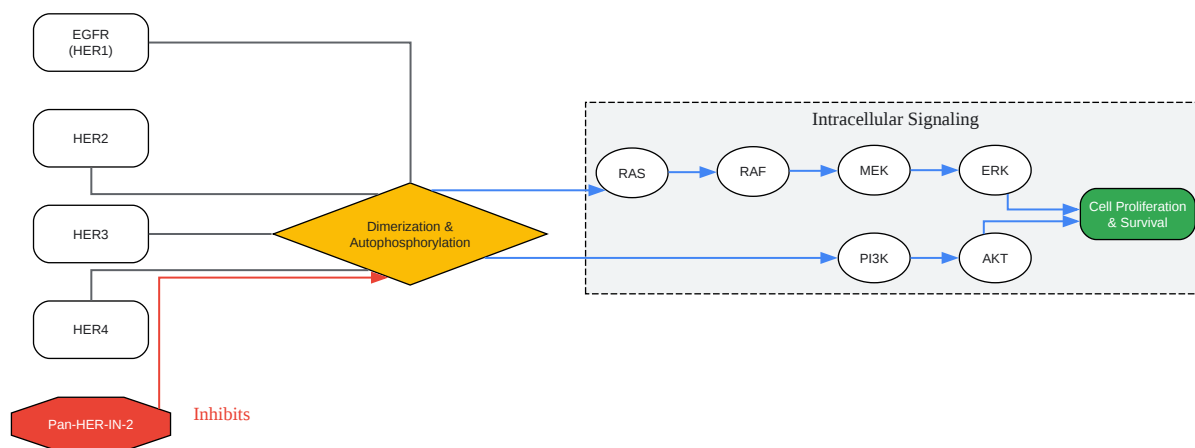 EGFR
(HER1)
HER2
HER3
HER4
Pan-HER-IN-2
Inhibits
Dimerization &
Autophosphorylation
Intracellular Signaling
RAS
RAF
MEK
ERK
PI3K
AKT
Cell Proliferation
& Survival